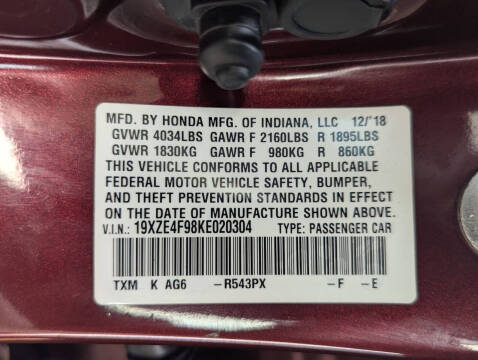 MFD. BY HONDA MFG. OF INDIANA, LLC 12/'18
GVWR 4034LBS GAWR F 2160LBS R 1895LBS
GVWR 1830KG GAWR F 980KG R 860KG
THIS VEHICLE CONFORMS TO ALL APPLICABLE
FEDERAL MOTOR VEHICLE SAFETY, BUMPER,
AND THEFT PREVENTION STANDARDS IN EFFECT
ON THE DATE OF MANUFACTURE SHOWN ABOVE.
V.I.N.: 19XZE4F98KE020304 TYPE: PASSENGER CAR
TXM K AG6 -R543PX -F -E